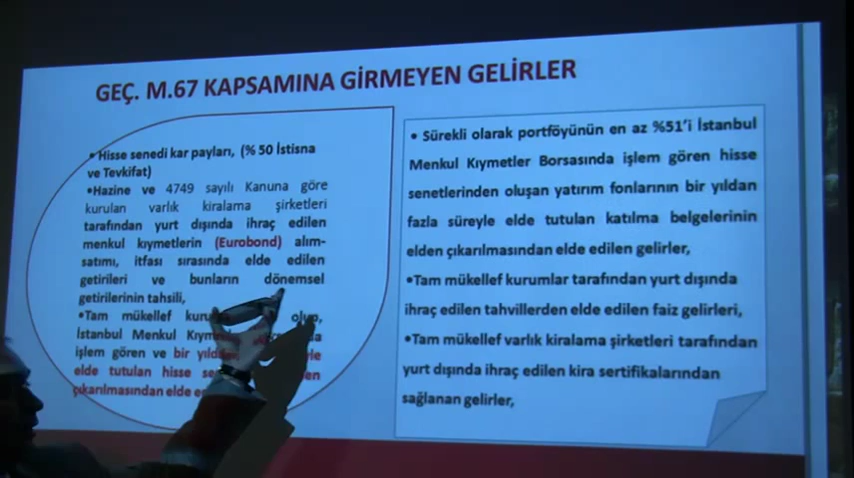 GEÇ. M.67 KAPSAMINA GİRMEYEN GELİRLER
• Hisse senedi kar payları, (% 50 İstisna
ve Tevkifat)
•Hazine ve 4749 sayılı Kanuna göre
kurulan varlık kiralama şirketleri
tarafından yurt dışında ihraç edilen
menkul kıymetlerin (Eurobond) alım-
satımı, itfası sırasında elde edilen
getirileri ve bunların dönemsel
getirilerinin tahsili,
•Tam mükellef olup,
İstanbul Menkul
işlem gören ve bir
elde tutulan hisse
çıkarılmasından elde
• Sürekli olarak portföyünün en az %51'i İstanbul
Menkul Kıymetler Borsasında işlem gören hisse
senetlerinden oluşan yatırım fonlarının bir yıldan
fazla süreyle elde tutulan katılma belgelerinin
elden çıkarılmasından elde edilen gelirler,
•Tam mükellef kurumlar tarafından yurt dışında
ihraç edilen tahvillerden elde edilen faiz gelirleri,
•Tam mükellef varlık kiralama şirketleri tarafından
yurt dışında ihraç edilen kira sertifikalarından
sağlanan gelirler,